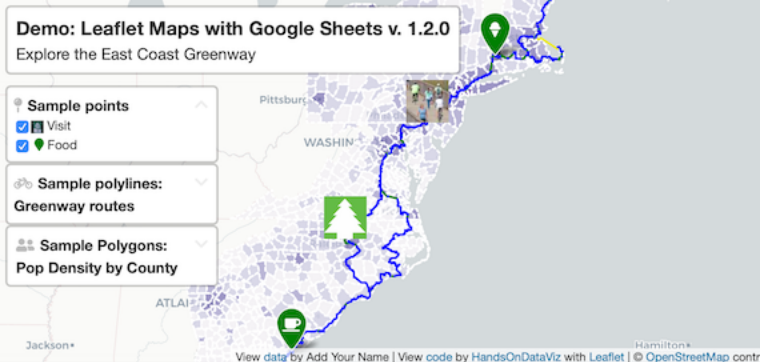 Demo: Leaflet Maps with Google Sheets v. 1.2.0
Explore the East Coast Greenway
Sample points
Visit
Food
Sample polylines:
Greenway routes
Sample Polygons:
Pop Density by County
Pittsburg
WASHIN
ATLAI
Jackson
Hamilton
View data by Add Your Name | View code by HandsOnDataViz with Leaflet | © OpenStreetMap contr